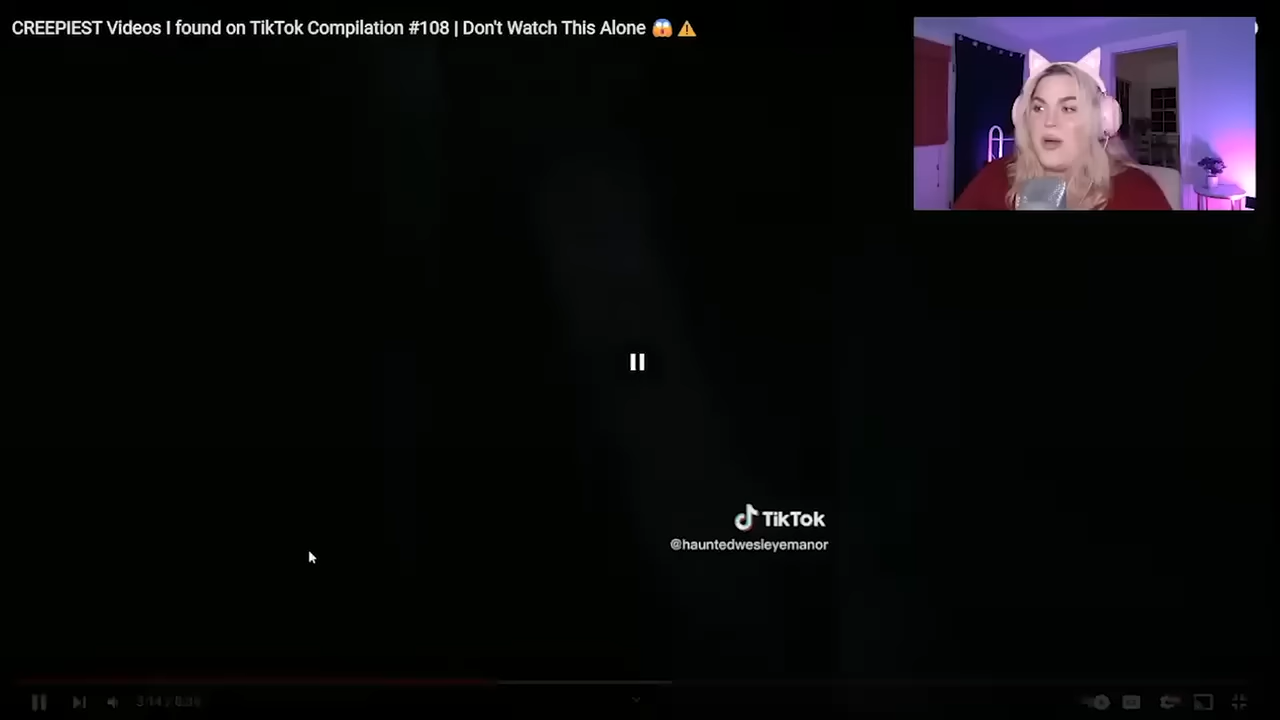 CREEPIEST Videos I found on TikTok Compilation #108 | Don't Watch This Alone 😱 ⚠️
TikTok
@hauntedwesleyemanor